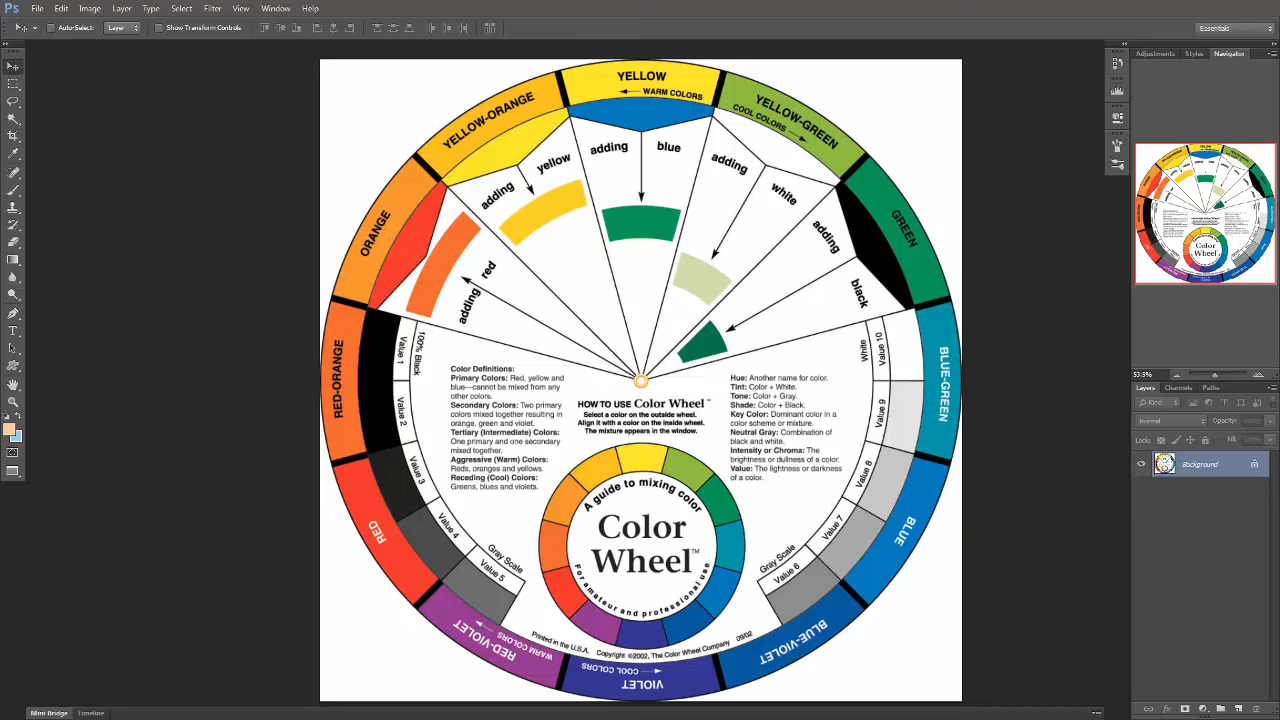 Ps File Edit Image Layer Type Select Filter View Window Help
Auto-Select: Layer Show Transform Controls Essentials
Adjustments Styles Navigator
YELLOW
WARM COLORS
YELLOW-ORANGE
YELLOW-GREEN
COOL COLORS
ORANGE
GREEN
adding yellow
adding blue
adding white
adding black
adding red
RED-ORANGE
BLUE-GREEN
100% Black
Value 1
Value 2
Value 3
Value 4
Value 5
Gray Scale
White
Value 10
Value 9
Value 8
Value 7
Value 6
Gray Scale
Color Definitions:
Primary Colors: Red, yellow and
blue—cannot be mixed from any
other colors.
Secondary Colors: Two primary
colors mixed together resulting in
orange, green and violet.
Tertiary (Intermediate) Colors:
One primary and one secondary
mixed together.
Aggressive (Warm) Colors:
Reds, oranges and yellows.
Receding (Cool) Colors:
Greens, blues and violets.
HOW TO USE Color Wheel™
Select a color on the outside wheel.
Align it with a color on the inside wheel.
The mixture appears in the window.
Hue: Another name for color.
Tint: Color + White.
Tone: Color + Gray.
Shade: Color + Black.
Key Color: Dominant color in a
color scheme or mixture.
Neutral Gray: Combination of
black and white.
Intensity or Chroma: The
brightness or dullness of a color.
Value: The lightness or darkness
of a color.
A guide to mixing color
Color
Wheel™
For amateur and professional use
RED
BLUE
RED-VIOLET
WARM COLORS
BLUE-VIOLET
COOL COLORS
VIOLET
Printed in the U.S.A. Copyright ©2002, The Color Wheel Company 09/02
Color
Wheel
53.5%
Layers Channels Paths
Kind
Normal Opacity:
Lock: Fill:
Background
Mini Bridge Timeline